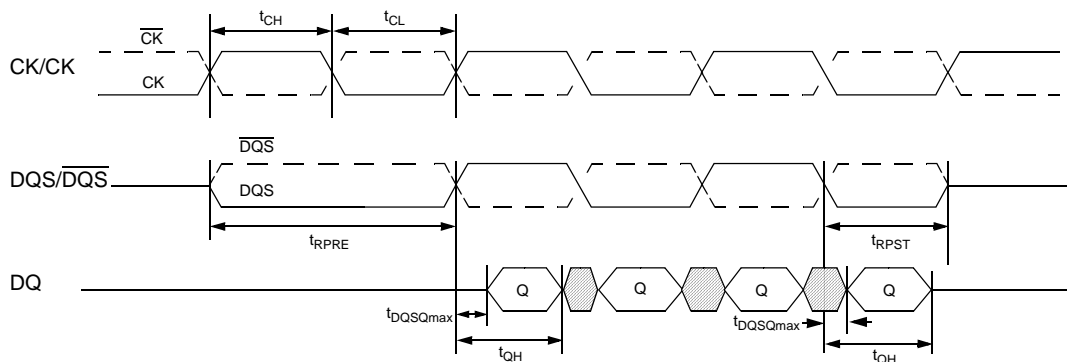 tCH
tCL
CK
CK/CK
CK
DQS
DQS/DQS
DQS
tRPRE
tRPST
DQ
Q
Q
Q
Q
tDQSQmax
tDQSQmax
tQH
tQH